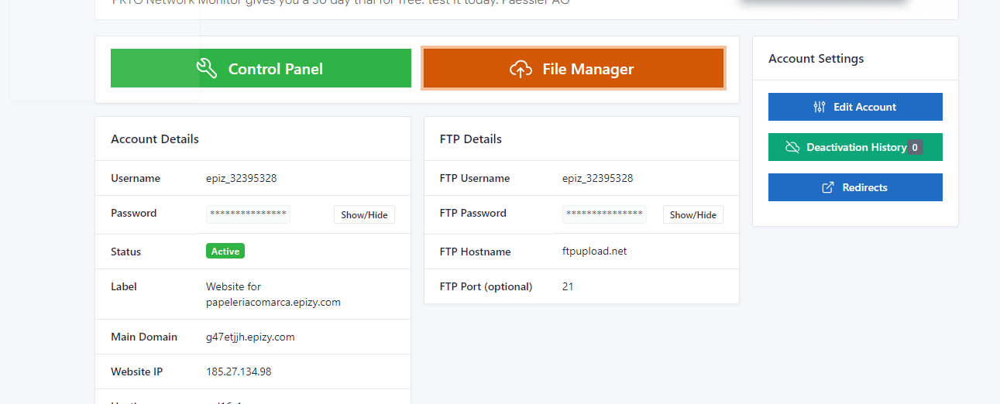 PRTG Network Monitor gives you a 30 day trial for free. test it today. Paessler AG
Control Panel
File Manager
Account Settings
Edit Account
Deactivation History 0
Redirects
Account Details
Username epiz_32395328
Password *************** Show/Hide
Status Active
Label Website for
papeleriacomarca.epizy.com
Main Domain g47etjjh.epizy.com
Website IP 185.27.134.98
FTP Details
FTP Username epiz_32395328
FTP Password *************** Show/Hide
FTP Hostname ftpupload.net
FTP Port (optional) 21